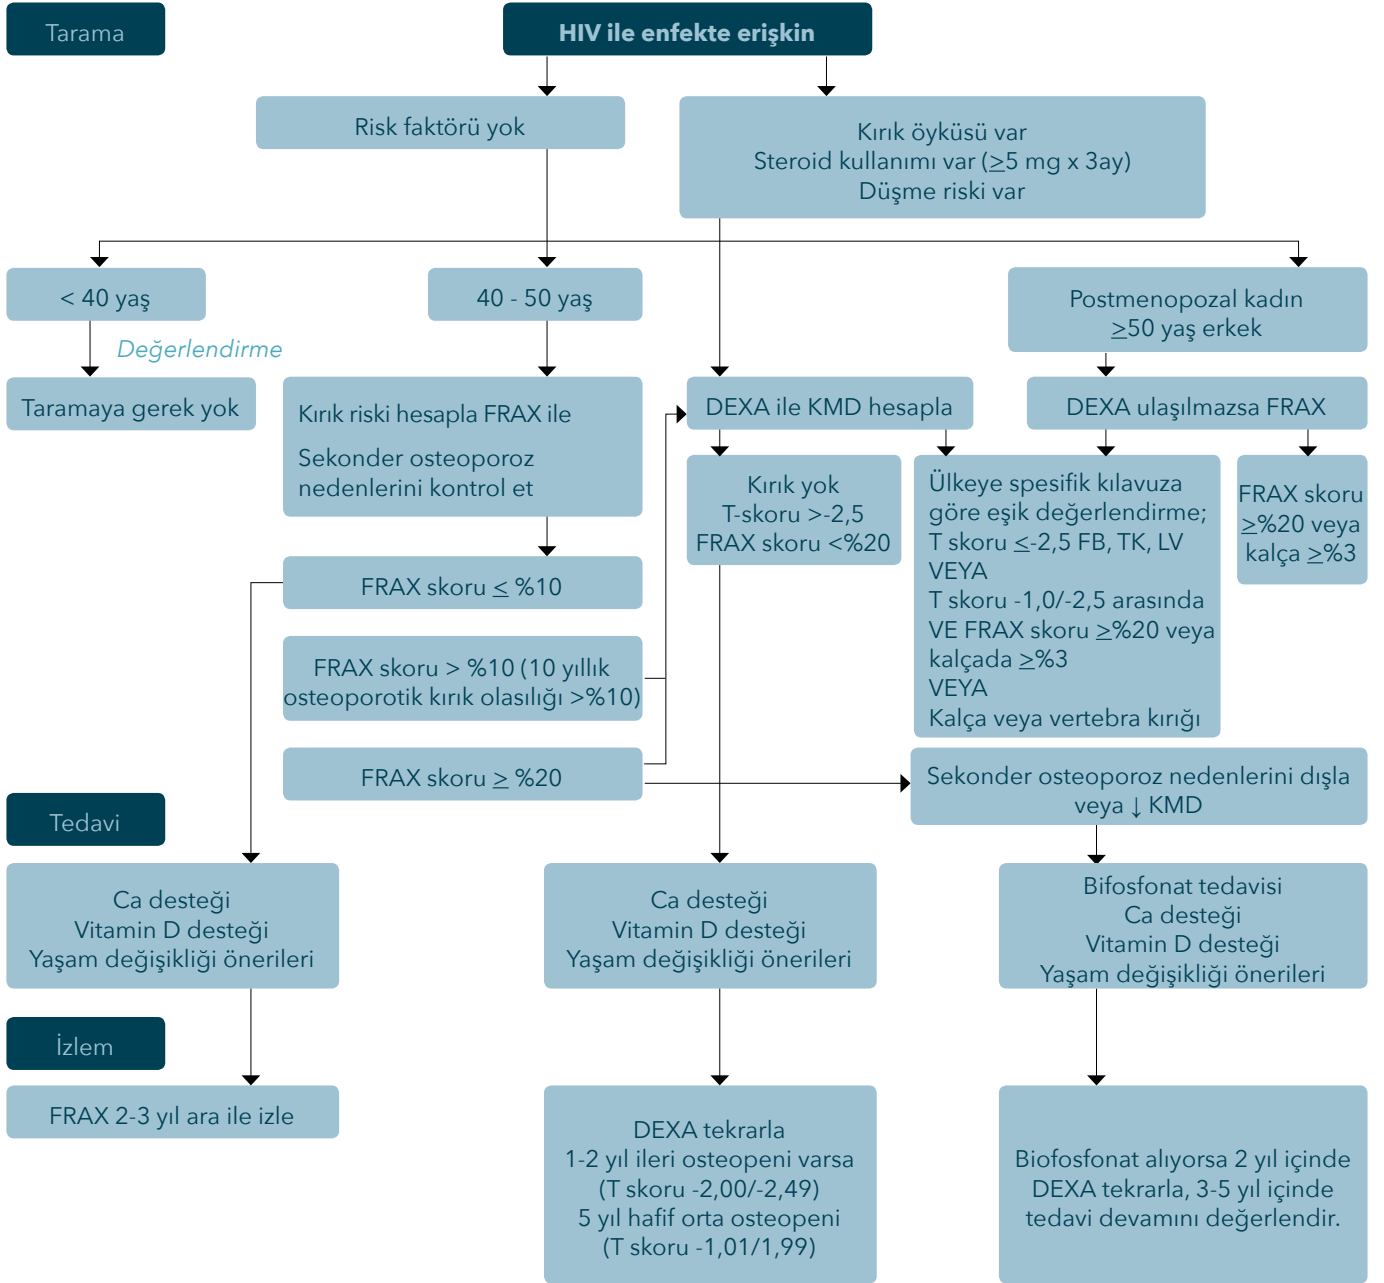 Tarama
HIV ile enfekte erişkin
Risk faktörü yok
Kırık öyküsü var
Steroid kullanımı var (≥5 mg x 3ay)
Düşme riski var
< 40 yaş
40 - 50 yaş
Postmenopozal kadın
≥50 yaş erkek
Değerlendirme
Taramaya gerek yok
Kırık riski hesapla FRAX ile
Sekonder osteoporoz
nedenlerini kontrol et
DEXA ile KMD hesapla
DEXA ulaşılmazsa FRAX
Kırık yok
T-skoru >-2,5
FRAX skoru <%20
Ülkeye spesifik kılavuza
göre eşik değerlendirme;
T skoru ≤-2,5 FB, TK, LV
VEYA
T skoru -1,0/-2,5 arasında
VE FRAX skoru ≥%20 veya
kalçada ≥%3
VEYA
Kalça veya vertebra kırığı
FRAX skoru
≥%20 veya
kalça ≥%3
FRAX skoru ≤ %10
FRAX skoru > %10 (10 yıllık
osteoporotik kırık olasılığı >%10)
FRAX skoru ≥ %20
Sekonder osteoporoz nedenlerini dışla
veya ↓ KMD
Tedavi
Ca desteği
Vitamin D desteği
Yaşam değişikliği önerileri
Ca desteği
Vitamin D desteği
Yaşam değişikliği önerileri
Bifosfonat tedavisi
Ca desteği
Vitamin D desteği
Yaşam değişikliği önerileri
İzlem
FRAX 2-3 yıl ara ile izle
DEXA tekrarla
1-2 yıl ileri osteopeni varsa
(T skoru -2,00/-2,49)
5 yıl hafif orta osteopeni
(T skoru -1,01/1,99)
Biofosfonat alıyorsa 2 yıl içinde
DEXA tekrarla, 3-5 yıl içinde
tedavi devamını değerlendir.